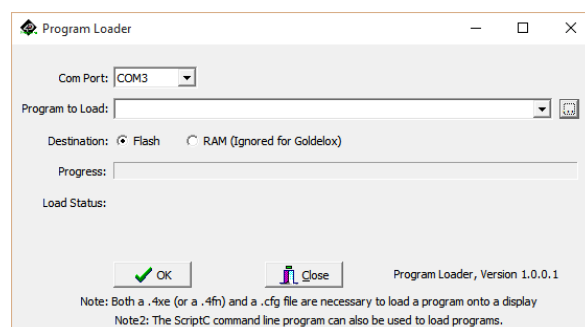 Program Loader
Com Port: COM3
Program to Load:
Destination: Flash RAM (Ignored for Goldelox)
Progress:
Load Status:
OK Close Program Loader, Version 1.0.0.1
Note: Both a .4xe (or a .4fn) and a .cfg file are necessary to load a program onto a display
Note2: The ScriptC command line program can also be used to load programs.